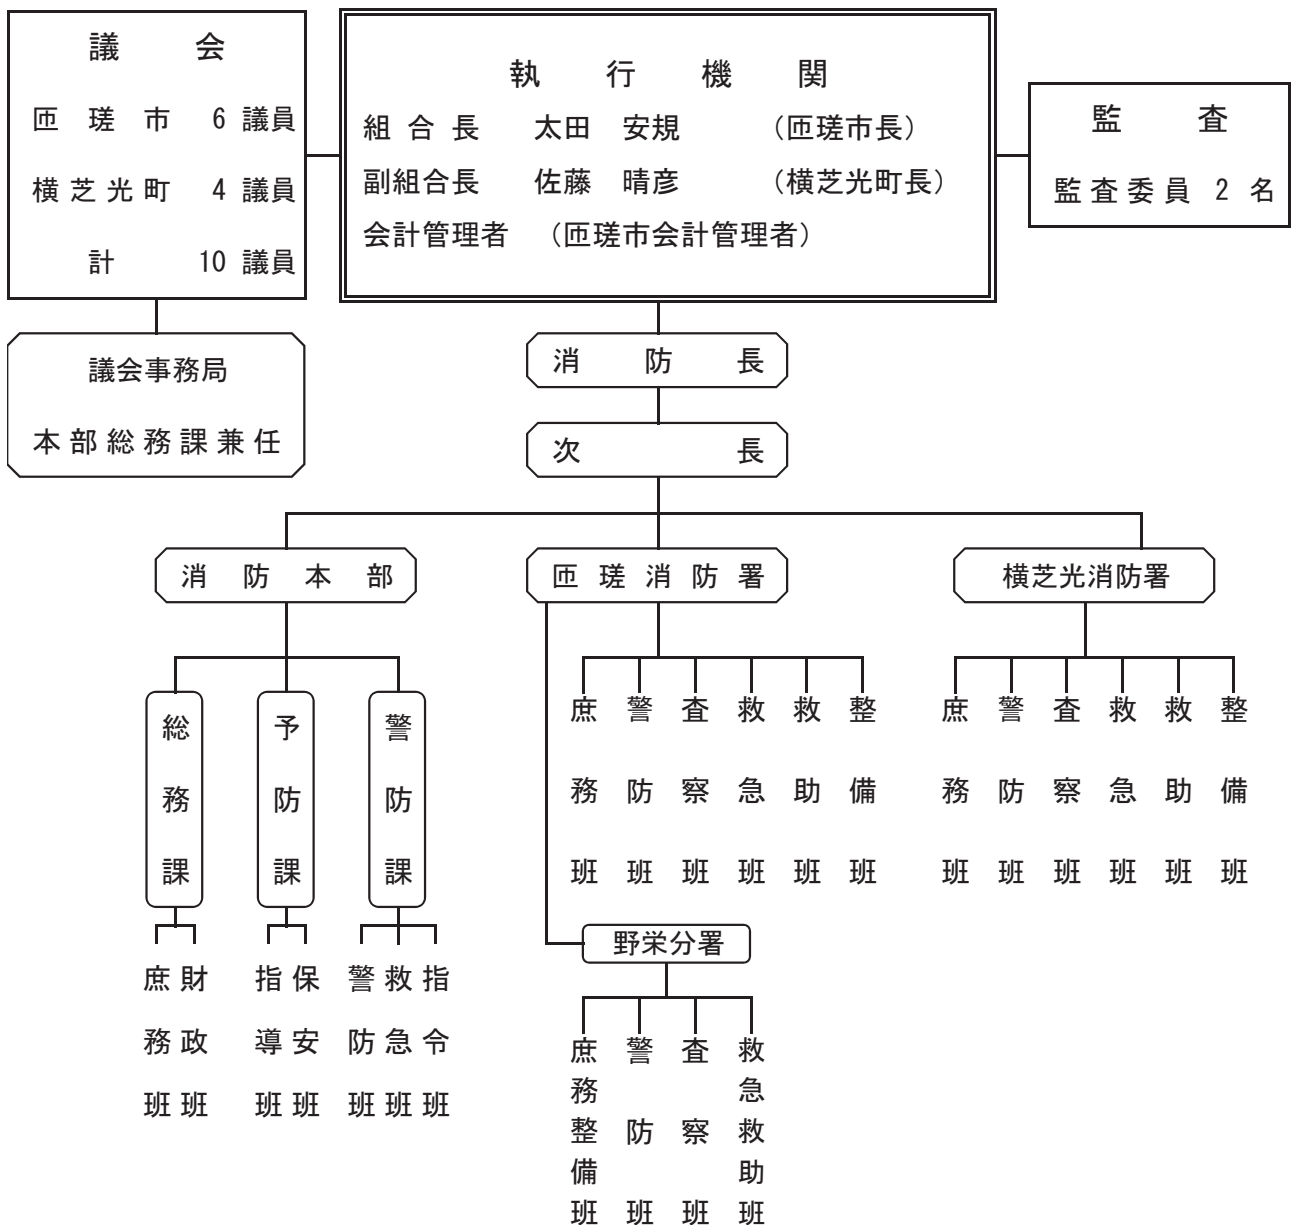 議会
匝瑳市 6 議員
横芝光町 4 議員
計 10 議員
執行機関
組合長 太田 安規 （匝瑳市長）
副組合長 佐藤 晴彦 （横芝光町長）
会計管理者 （匝瑳市会計管理者）
監査
監査委員 2 名
議会事務局
本部総務課兼任
消防長
次長
消防本部
匝瑳消防署
横芝光消防署
総務課
予防課
警防課
庶務班
財政班
指導班
保安班
警防班
救急班
指令班
庶務班
警防班
査察班
救急班
救助班
整備班
野栄分署
庶務整備班
警防班
査察班
救急救助班
庶務班
警防班
査察班
救急班
救助班
整備班